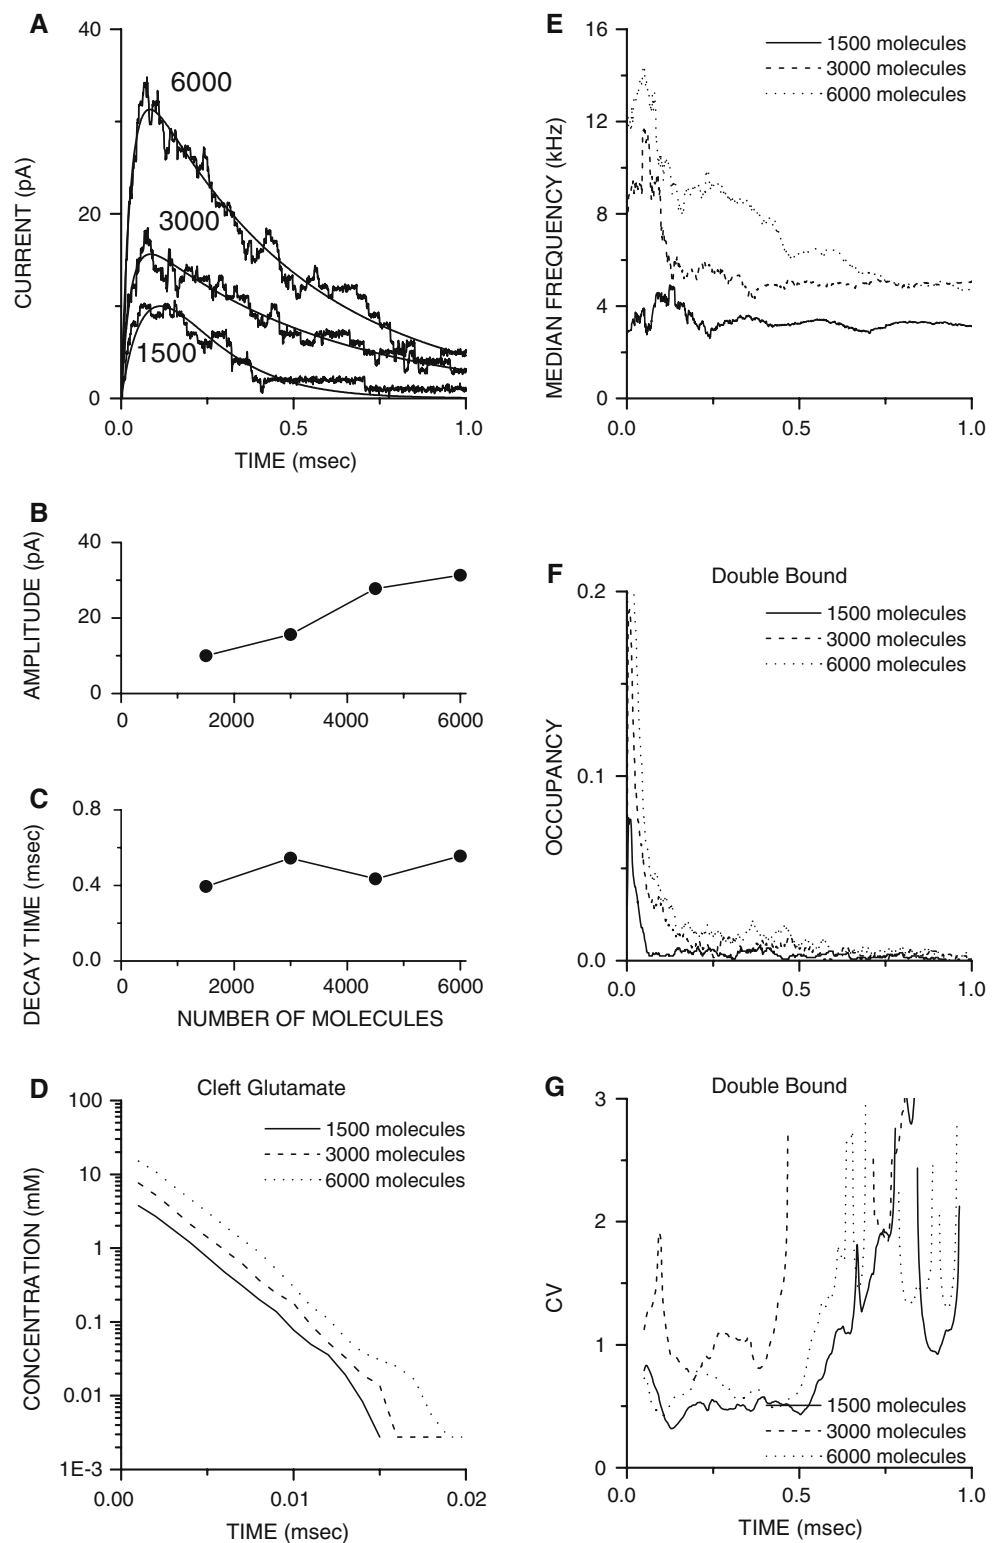 A
40
20
0
CURRENT (pA)
6000
3000
1500
0.0
0.5
1.0
TIME (msec)
B
40
20
0
AMPLITUDE (pA)
0
2000
4000
6000
C
0.8
0.4
0.0
DECAY TIME (msec)
0
2000
4000
6000
NUMBER OF MOLECULES
D
Cleft Glutamate
100
10
1
0.1
0.01
1E-3
CONCENTRATION (mM)
1500 molecules
3000 molecules
6000 molecules
0.00
0.01
0.02
TIME (msec)
E
16
12
8
4
0
MEDIAN FREQUENCY (kHz)
1500 molecules
3000 molecules
6000 molecules
0.0
0.5
1.0
F
Double Bound
0.2
0.1
0.0
OCCUPANCY
1500 molecules
3000 molecules
6000 molecules
0.0
0.5
1.0
G
Double Bound
3
2
1
0
CV
1500 molecules
3000 molecules
6000 molecules
0.0
0.5
1.0
TIME (msec)